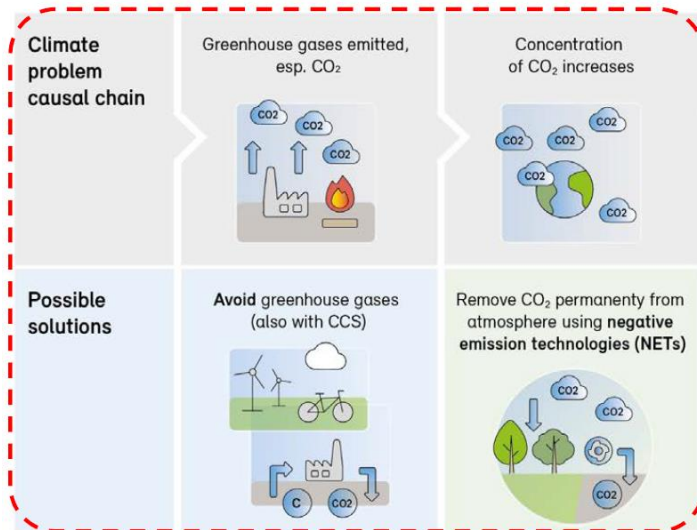 Climate
problem
causal chain
Greenhouse gases emitted,
esp. CO₂
CO2
CO2
CO2
Concentration
of CO₂ increases
CO2
CO2
CO2
CO2
CO2
Possible
solutions
Avoid greenhouse gases
(also with CCS)
C
CO2
Remove CO₂ permanenty from
atmosphere using negative
emission technologies (NETs)
CO2
CO2
CO2